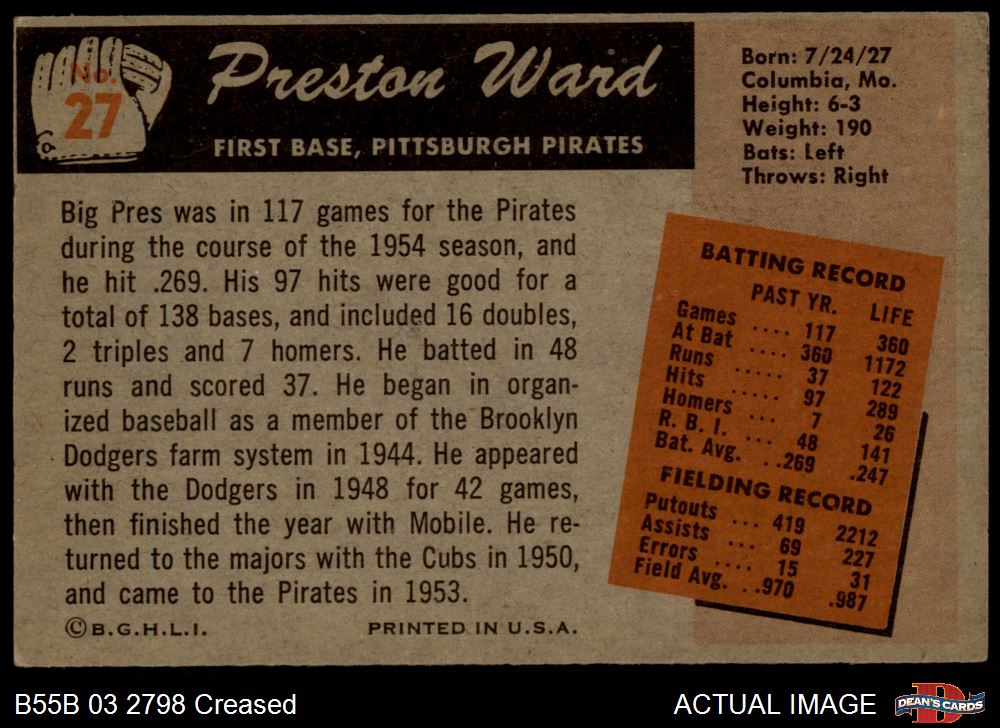 No.
27
Preston Ward
FIRST BASE, PITTSBURGH PIRATES
Born: 7/24/27
Columbia, Mo.
Height: 6-3
Weight: 190
Bats: Left
Throws: Right
Big Pres was in 117 games for the Pirates
during the course of the 1954 season, and
he hit .269. His 97 hits were good for a
total of 138 bases, and included 16 doubles,
2 triples and 7 homers. He batted in 48
runs and scored 37. He began in organ-
ized baseball as a member of the Brooklyn
Dodgers farm system in 1944. He appeared
with the Dodgers in 1948 for 42 games,
then finished the year with Mobile. He re-
turned to the majors with the Cubs in 1950,
and came to the Pirates in 1953.
© B.G.H.L.I. PRINTED IN U.S.A.
BATTING RECORD
PAST YR. LIFE
Games .... 117 360
At Bat .... 360 1172
Runs ..... 37 122
Hits ..... 97 289
Homers ... 7 26
R. B. I. ... 48 141
Bat. Avg. ..269 .247
FIELDING RECORD
Putouts ... 419 2212
Assists ... 69 227
Errors .... 15 31
Field Avg. ..970 .987
B55B 03 2798 Creased
ACTUAL IMAGE
D
DEAN'S CARDS